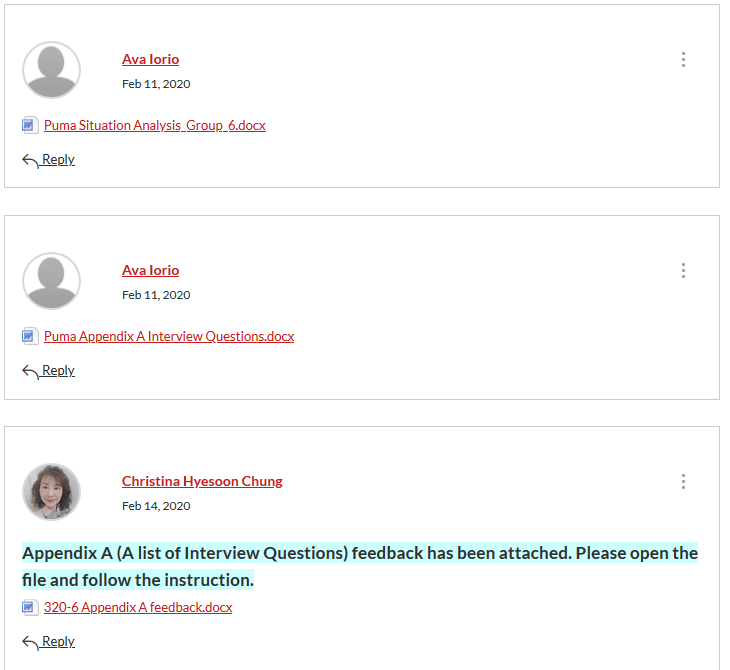 Ava Iorio
Feb 11, 2020
Puma Situation Analysis_Group_6.docx
Reply
Ava Iorio
Feb 11, 2020
Puma Appendix A Interview Questions.docx
Reply
Christina Hyesoon Chung
Feb 14, 2020
Appendix A (A list of Interview Questions) feedback has been attached. Please open the
file and follow the instruction.
320-6 Appendix A feedback.docx
Reply